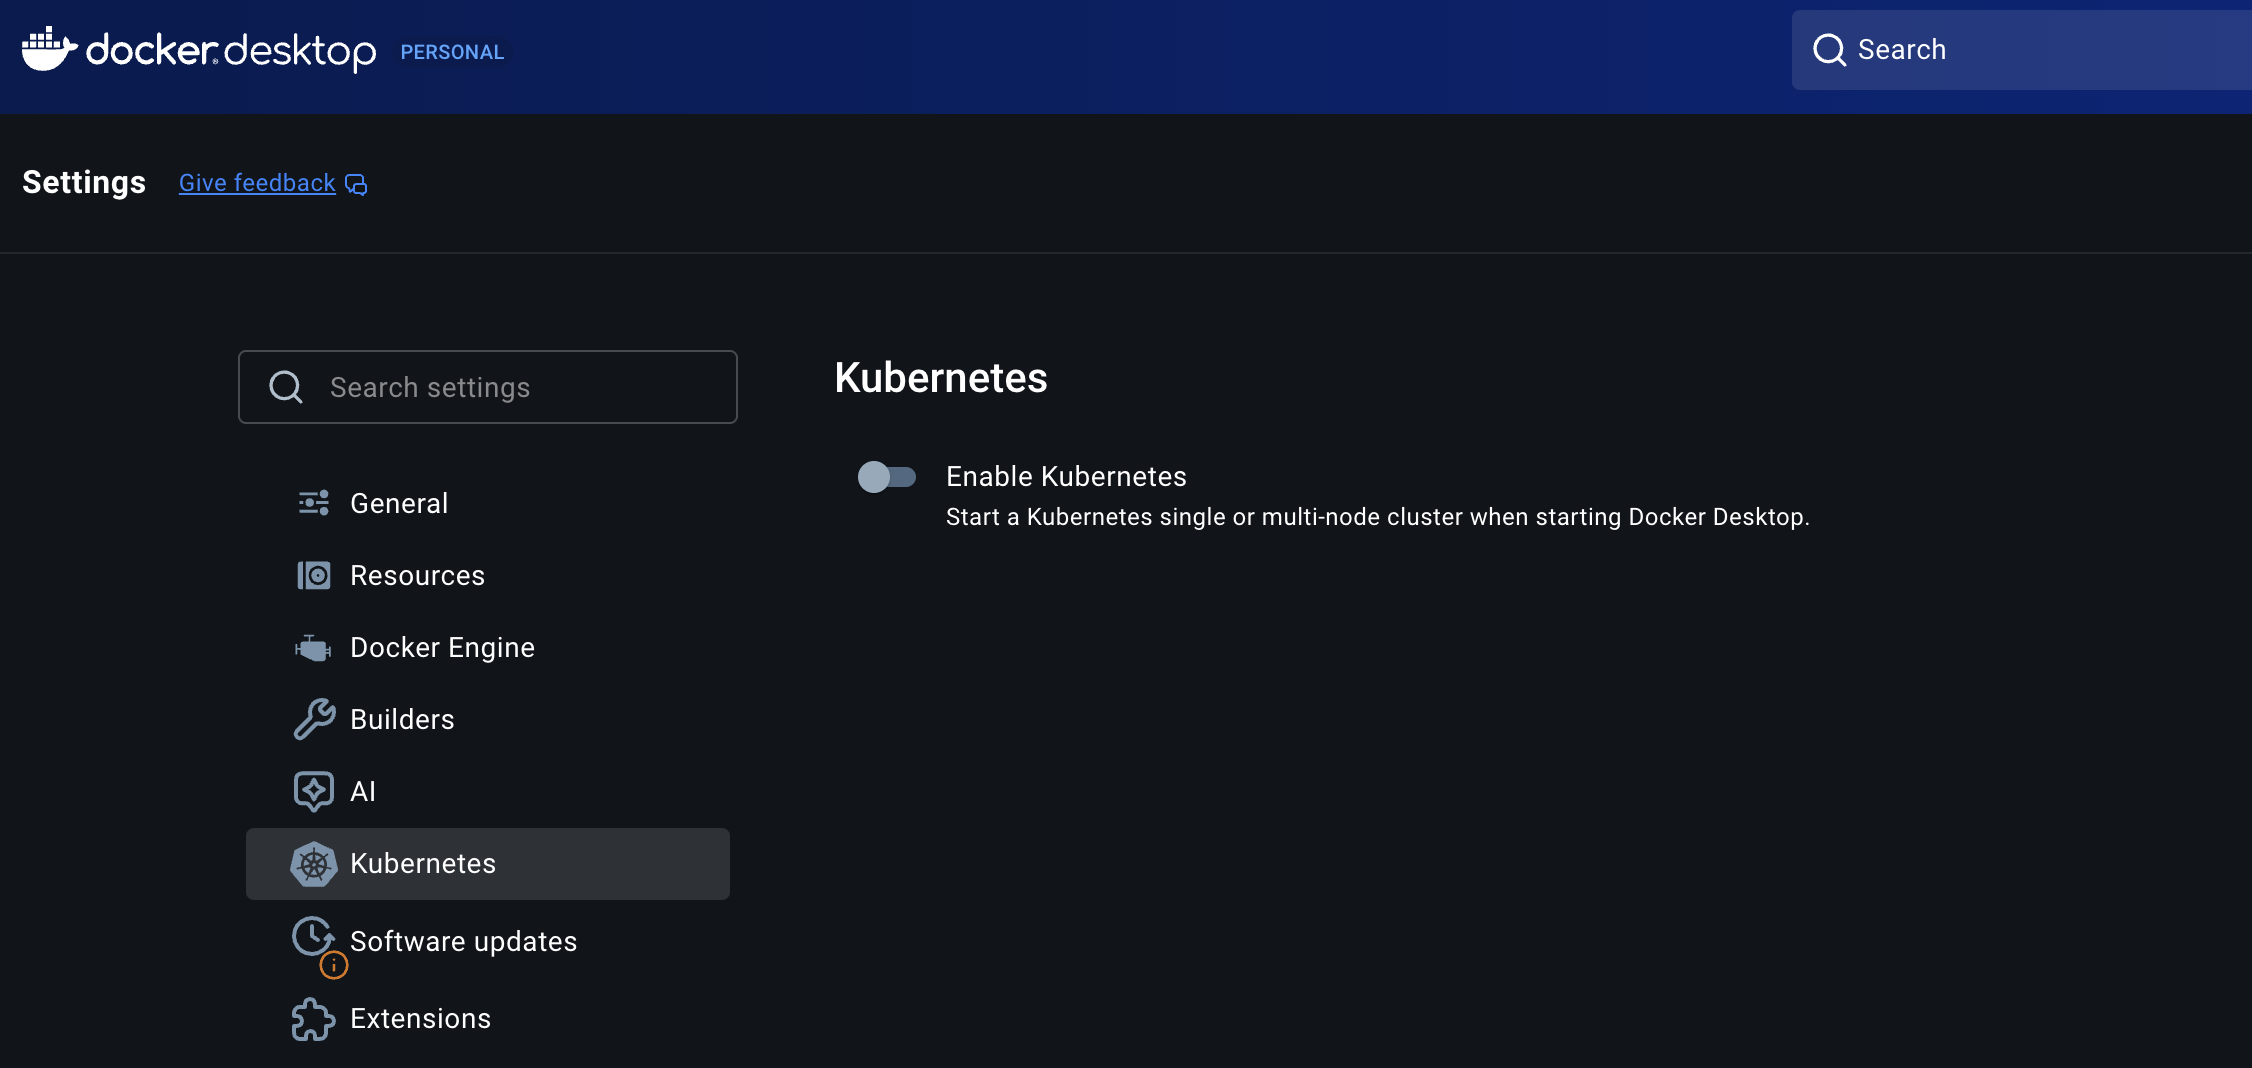 docker.desktop PERSONAL
Search
Settings Give feedback
Search settings
General
Resources
Docker Engine
Builders
AI
Kubernetes
Software updates
Extensions
Kubernetes
Enable Kubernetes
Start a Kubernetes single or multi-node cluster when starting Docker Desktop.